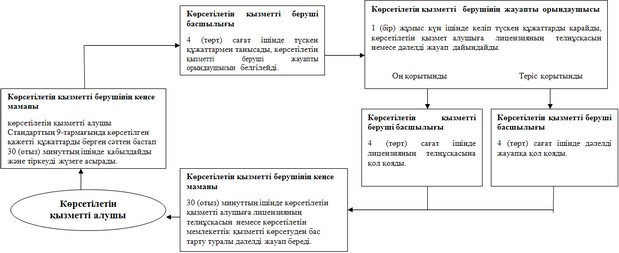 Көрсетілетін қызметті беруші
басшылығы
4 (төрт) сағат ішінде түскен
құжаттармен танысады, көрсетілетін
қызметті беруші жауапты
орындаушысын белгілейді.
Көрсетілетін қызметті берушінің жауапты орындаушысы
1 (бір) жұмыс күн ішінде келіп түскен құжаттарды қарайды,
көрсетілетін қызмет алушыға лицензияның телнұсқасын
немесе дәлелді жауап дайындайды.
Оң қорытынды Теріс қорытынды
Көрсетілетін қызметті берушінің кеңсе
маманы
көрсетілетін қызметті алушы
Стандарттың 9-тармағында көрсетілген
қажетті құжаттарды берген сәттен бастап
30 (отыз) минуттың ішінде қабылдайды
және тіркеуді жүзеге асырады.
Көрсетілетін қызметті
беруші басшылығы
4 (төрт) сағат ішінде
лицензияның телнұсқасына
қол қояды.
Көрсетілетін қызметті
беруші басшылығы
4 (төрт) сағат ішінде дәлелді
жауапқа қол қояды.
Көрсетілетін қызметті берушінің кеңсе
маманы
30 (отыз) минуттың ішінде көрсетілетін
қызметті алушыға лицензияның
телнұсқасын немесе көрсетілетін
мемлекеттік қызметті көрсетуден бас
тарту туралы дәлелді жауап береді.
Көрсетілетін
қызметті алушы